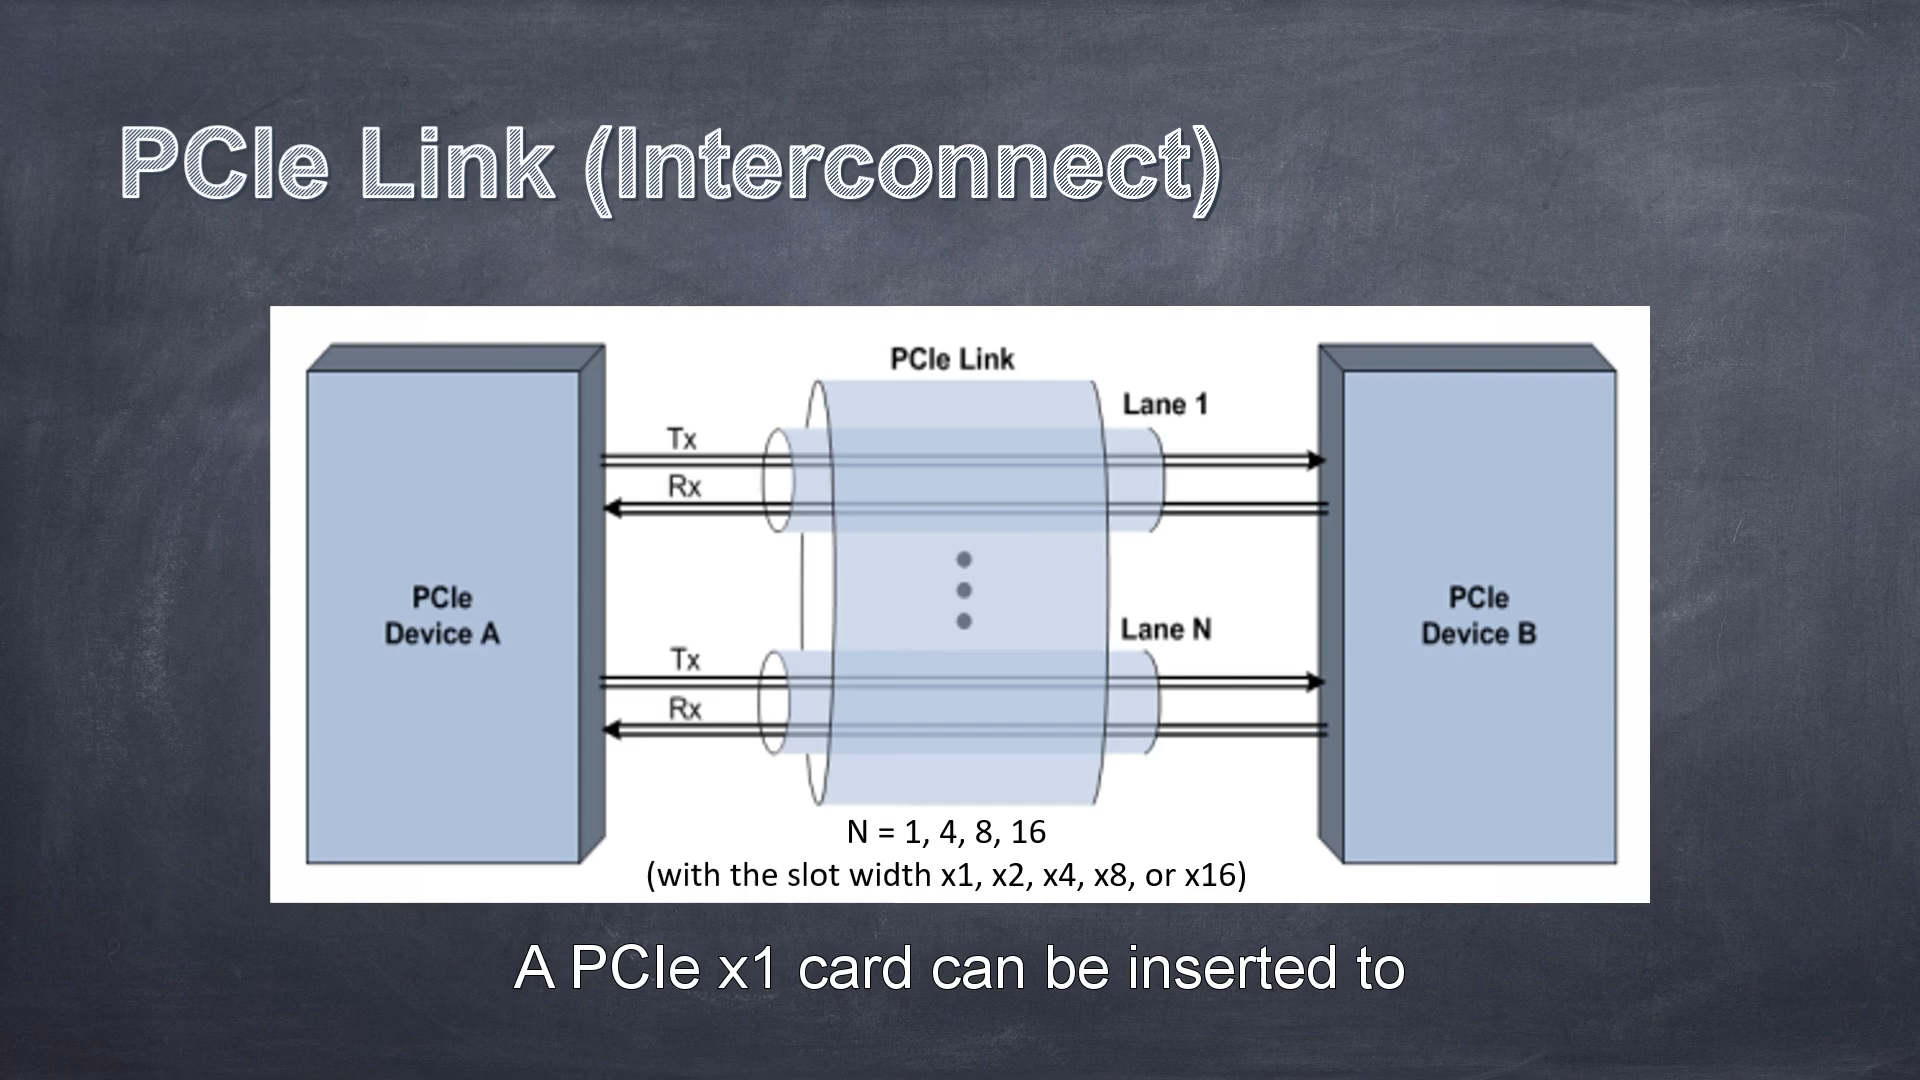 PCIe Link (Interconnect)
PCIe Link
Lane 1
Tx
Rx
PCIe
Device A
PCIe
Device B
Lane N
Tx
Rx
N = 1, 4, 8, 16
(with the slot width x1, x2, x4, x8, or x16)
A PCIe x1 card can be inserted to